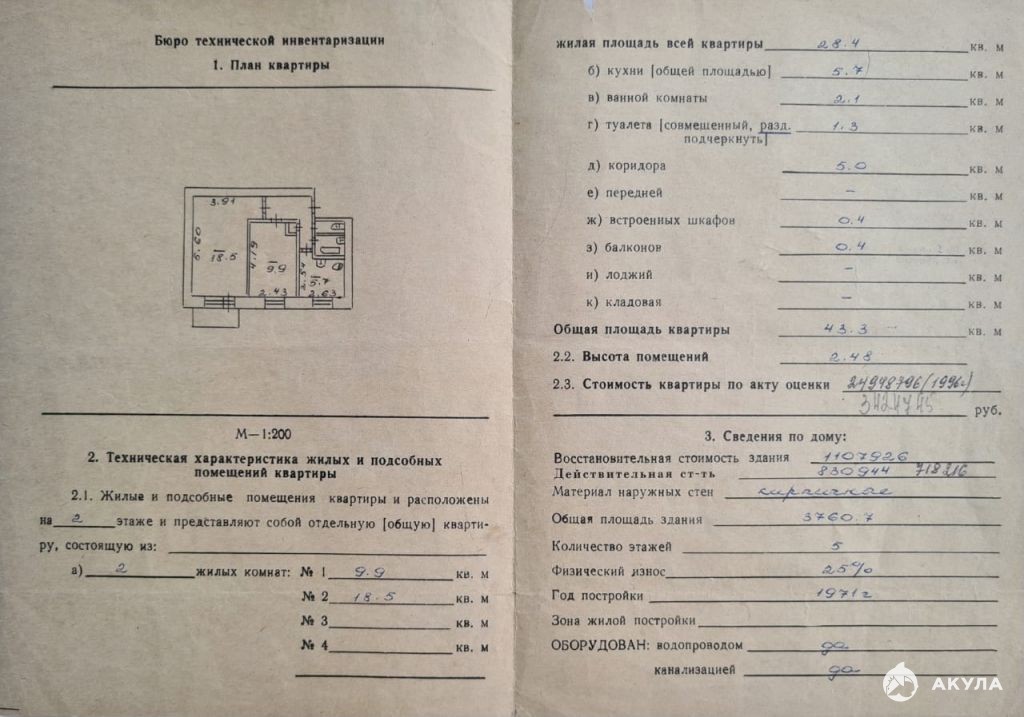 Бюро технической инвентаризации
1. План квартиры
3.91
6.60
18.5
4.19
9.9
2.43
2.54
5.7
2.63
М—1:200
2. Техническая характеристика жилых и подсобных
помещений квартиры
2.1. Жилые и подсобные помещения квартиры и расположены
на 2 этаже и представляют собой отдельную [общую] кварти-
ру, состоящую из:
а) 2 жилых комнат: № 1 9.9 кв. м
№ 2 18.5 кв. м
№ 3 кв. м
№ 4 кв. м
жилая площадь всей квартиры 28.4 кв. м
б) кухни [общей площадью] 5.7 кв. м
в) ванной комнаты 2.1 кв. м
г) туалета [совмещенный, разд. 1.3 кв. м
подчеркнуть]
д) коридора 5.0 кв. м
е) передней – кв. м
ж) встроенных шкафов 0.4 кв. м
з) балконов 0.4 кв. м
и) лоджий – кв. м
к) кладовая – кв. м
Общая площадь квартиры 43.3 кв. м
2.2. Высота помещений 2.48
2.3. Стоимость квартиры по акту оценки 24948796 (1996г)
руб.
3. Сведения по дому:
Восстановительная стоимость здания 1107926
Действительная ст-ть 830944 718216
Материал наружных стен кирпичные
Общая площадь здания 3760.7
Количество этажей 5
Физический износ 25%
Год постройки 1971г
Зона жилой постройки
ОБОРУДОВАН: водопроводом да
канализацией да
АКУЛА